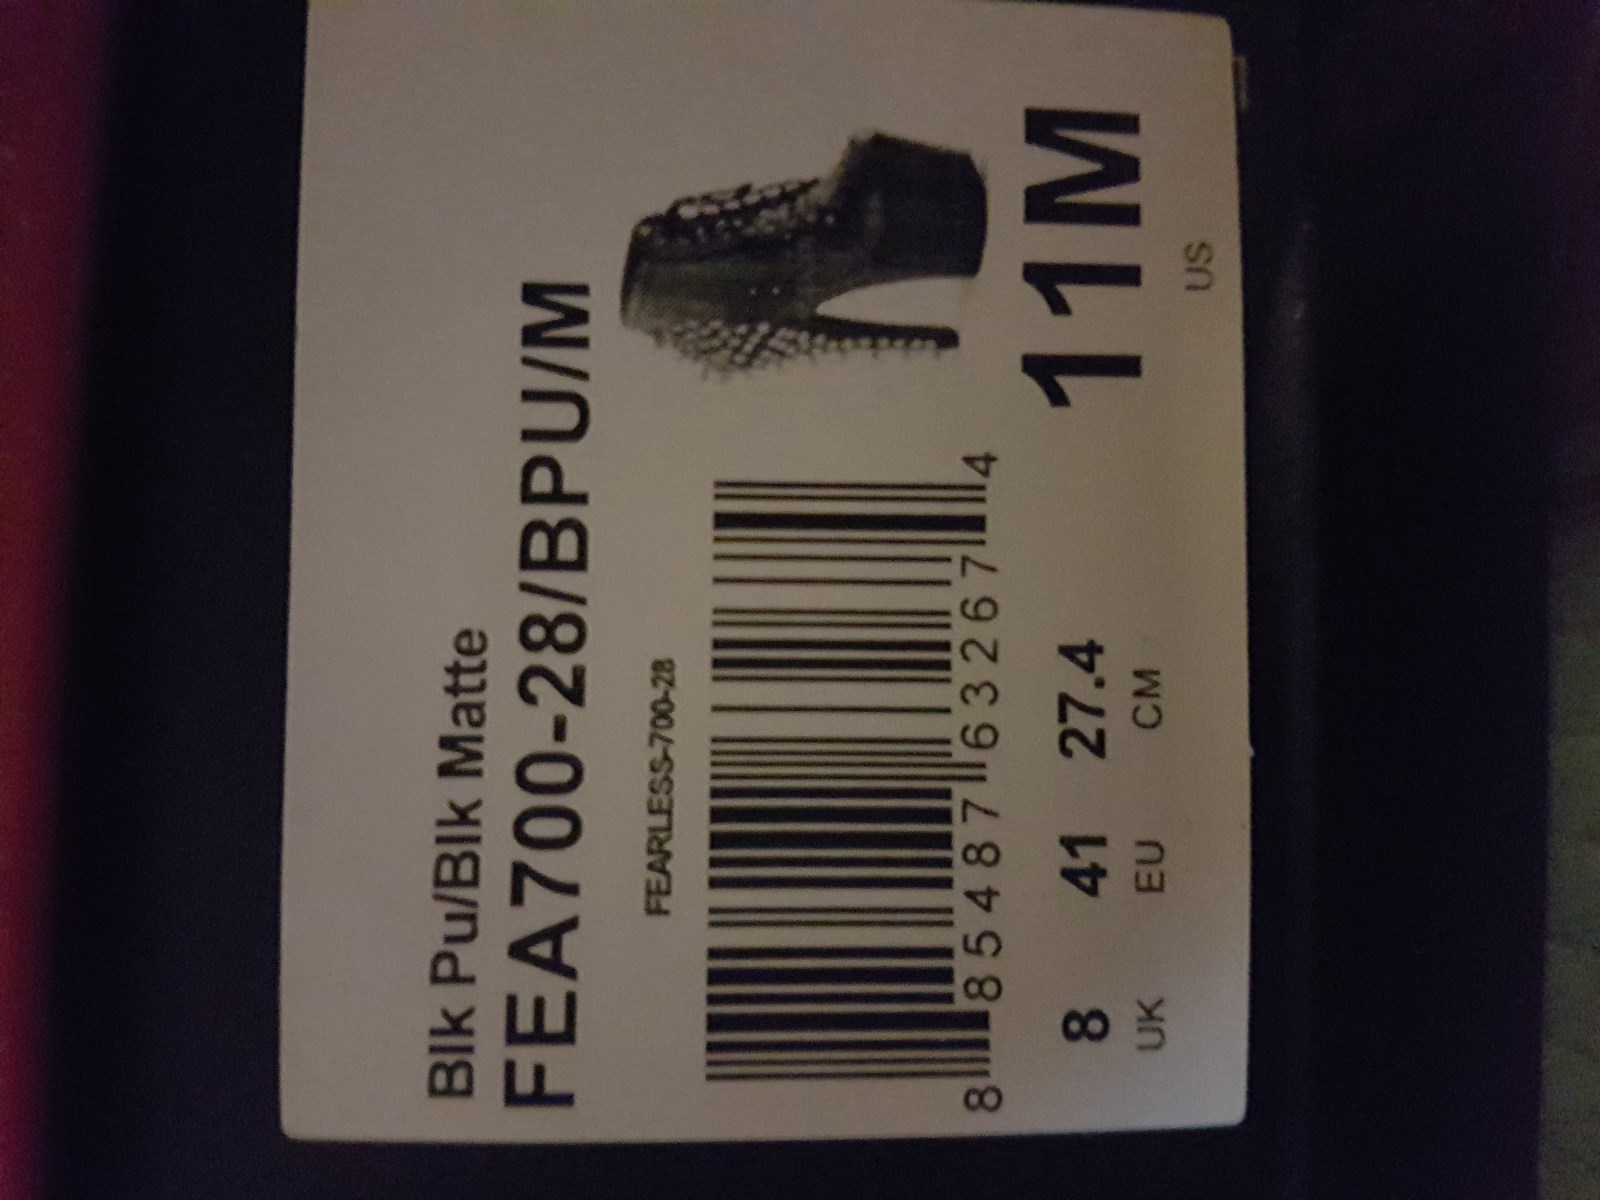 Blk Pu/Blk Matte
FEA700-28/BPU/M
FEARLESS-700-28
8 85487 63267 4
8 41 27.4 11M
UK EU CM US